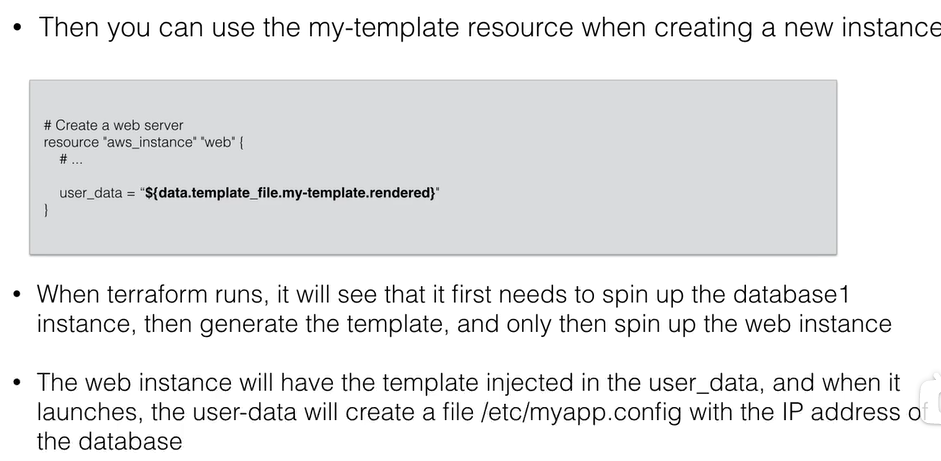 • Then you can use the my-template resource when creating a new instance
# Create a web server
resource "aws_instance" "web" {
# ...
user_data = "${data.template_file.my-template.rendered}"
}
• When terraform runs, it will see that it first needs to spin up the database1
instance, then generate the template, and only then spin up the web instance
• The web instance will have the template injected in the user_data, and when it
launches, the user-data will create a file /etc/myapp.config with the IP address of
the database